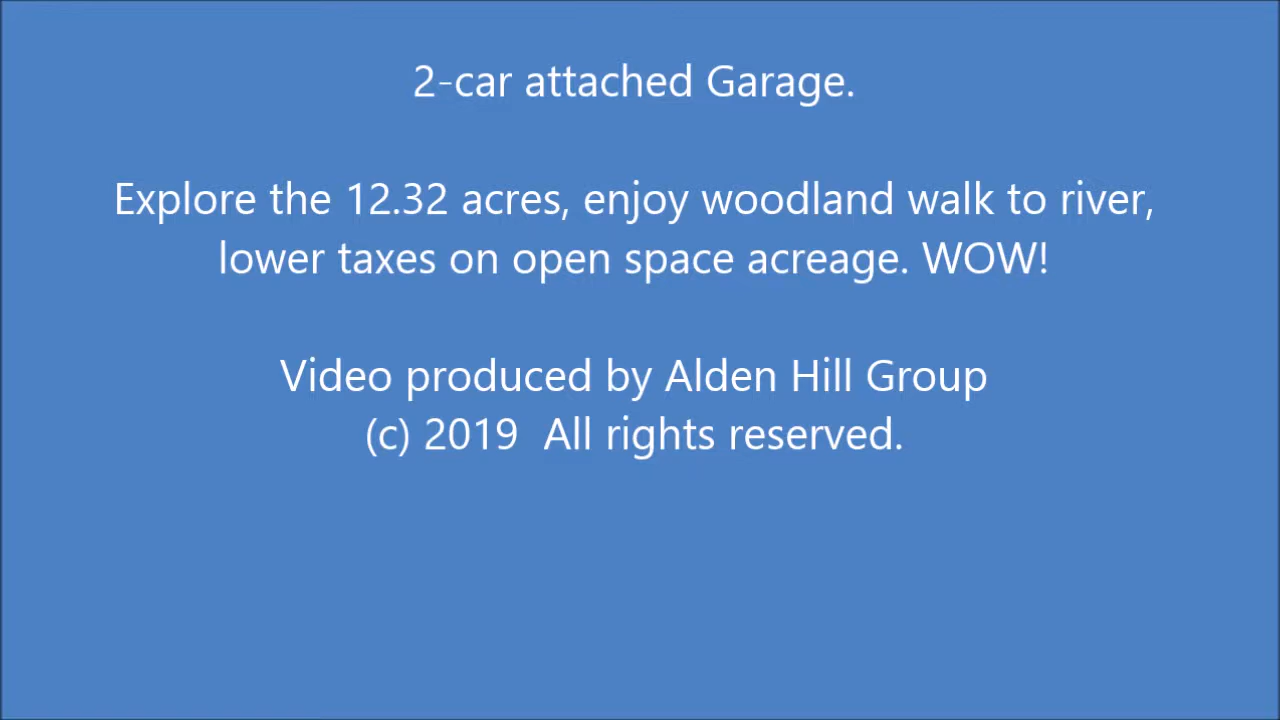 2-car attached Garage.
Explore the 12.32 acres, enjoy woodland walk to river,
lower taxes on open space acreage. WOW!
Video produced by Alden Hill Group
(c) 2019  All rights reserved.